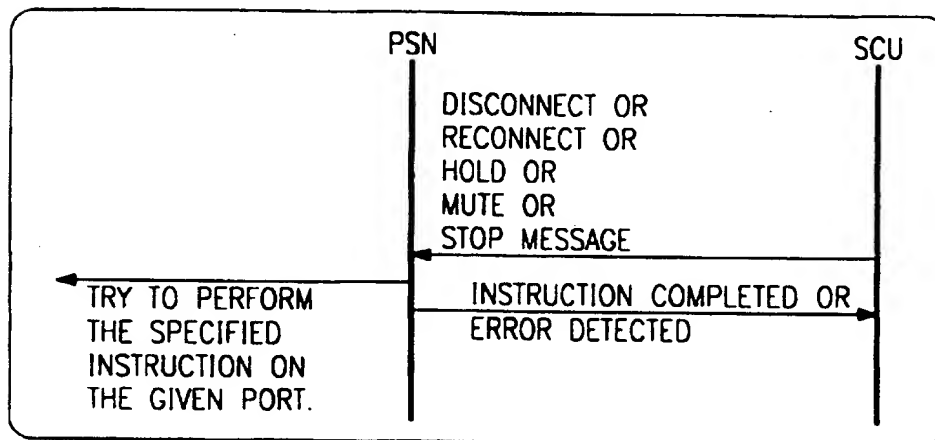 PSN
SCU
DISCONNECT OR
RECONNECT OR
HOLD OR
MUTE OR
STOP MESSAGE
TRY TO PERFORM
THE SPECIFIED
INSTRUCTION ON
THE GIVEN PORT.
INSTRUCTION COMPLETED OR
ERROR DETECTED